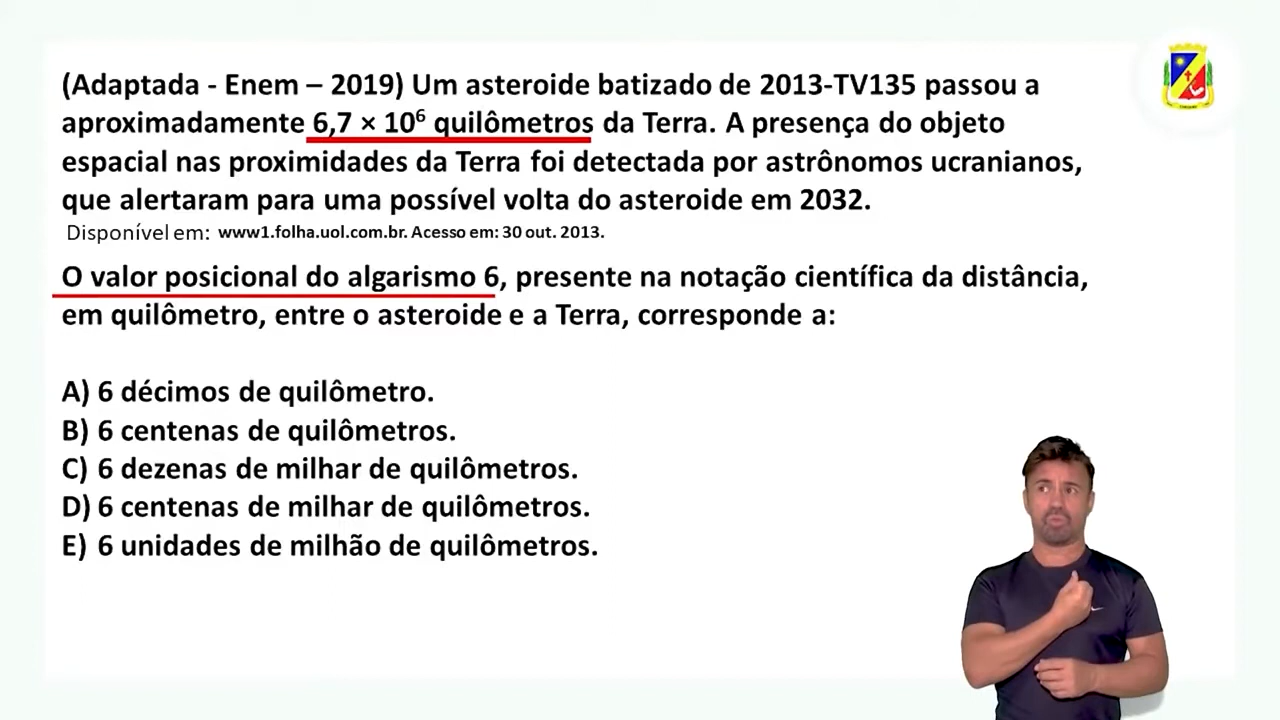 (Adaptada - Enem – 2019) Um asteroide batizado de 2013-TV135 passou a
aproximadamente 6,7 × 10⁶ quilômetros da Terra. A presença do objeto
espacial nas proximidades da Terra foi detectada por astrônomos ucranianos,
que alertaram para uma possível volta do asteroide em 2032.
Disponível em: www1.folha.uol.com.br. Acesso em: 30 out. 2013.
O valor posicional do algarismo 6, presente na notação científica da distância,
em quilômetro, entre o asteroide e a Terra, corresponde a:
A) 6 décimos de quilômetro.
B) 6 centenas de quilômetros.
C) 6 dezenas de milhar de quilômetros.
D) 6 centenas de milhar de quilômetros.
E) 6 unidades de milhão de quilômetros.